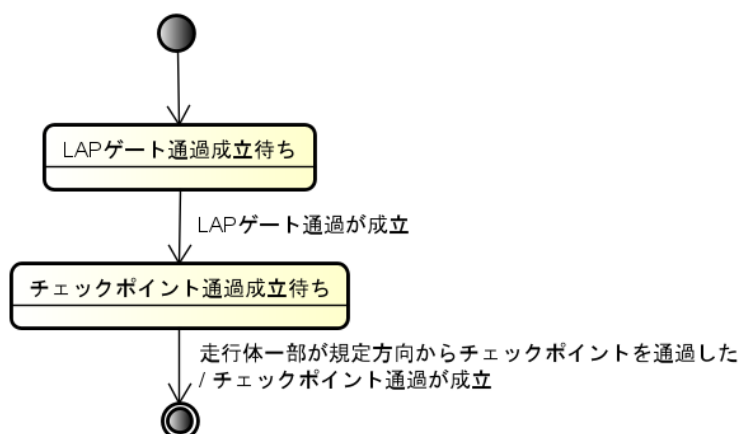 LAPゲート通過成立待ち
LAPゲート通過が成立
チェックポイント通過成立待ち
走行体一部が規定方向からチェックポイントを通過した
/ チェックポイント通過が成立